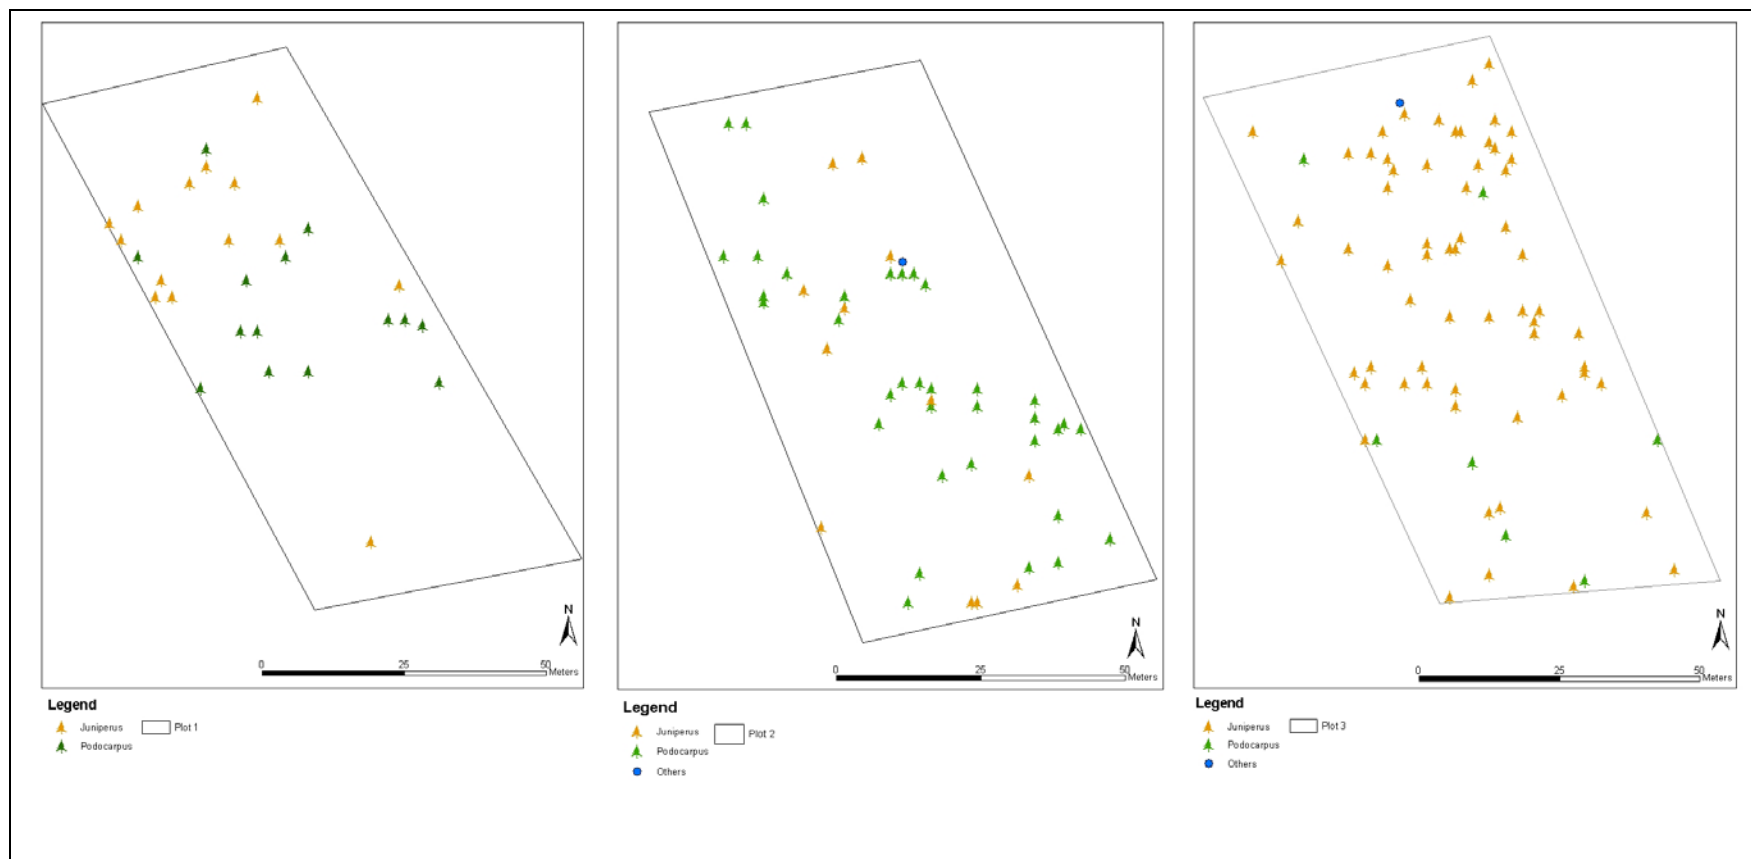 N
0 25 50
Meters
Legend
Juniperus Plot 1
Podocarpus
N
0 25 50
Meters
Legend
Juniperus Plot 2
Podocarpus
Others
N
0 25 50
Meters
Legend
Juniperus Plot 3
Podocarpus
Others